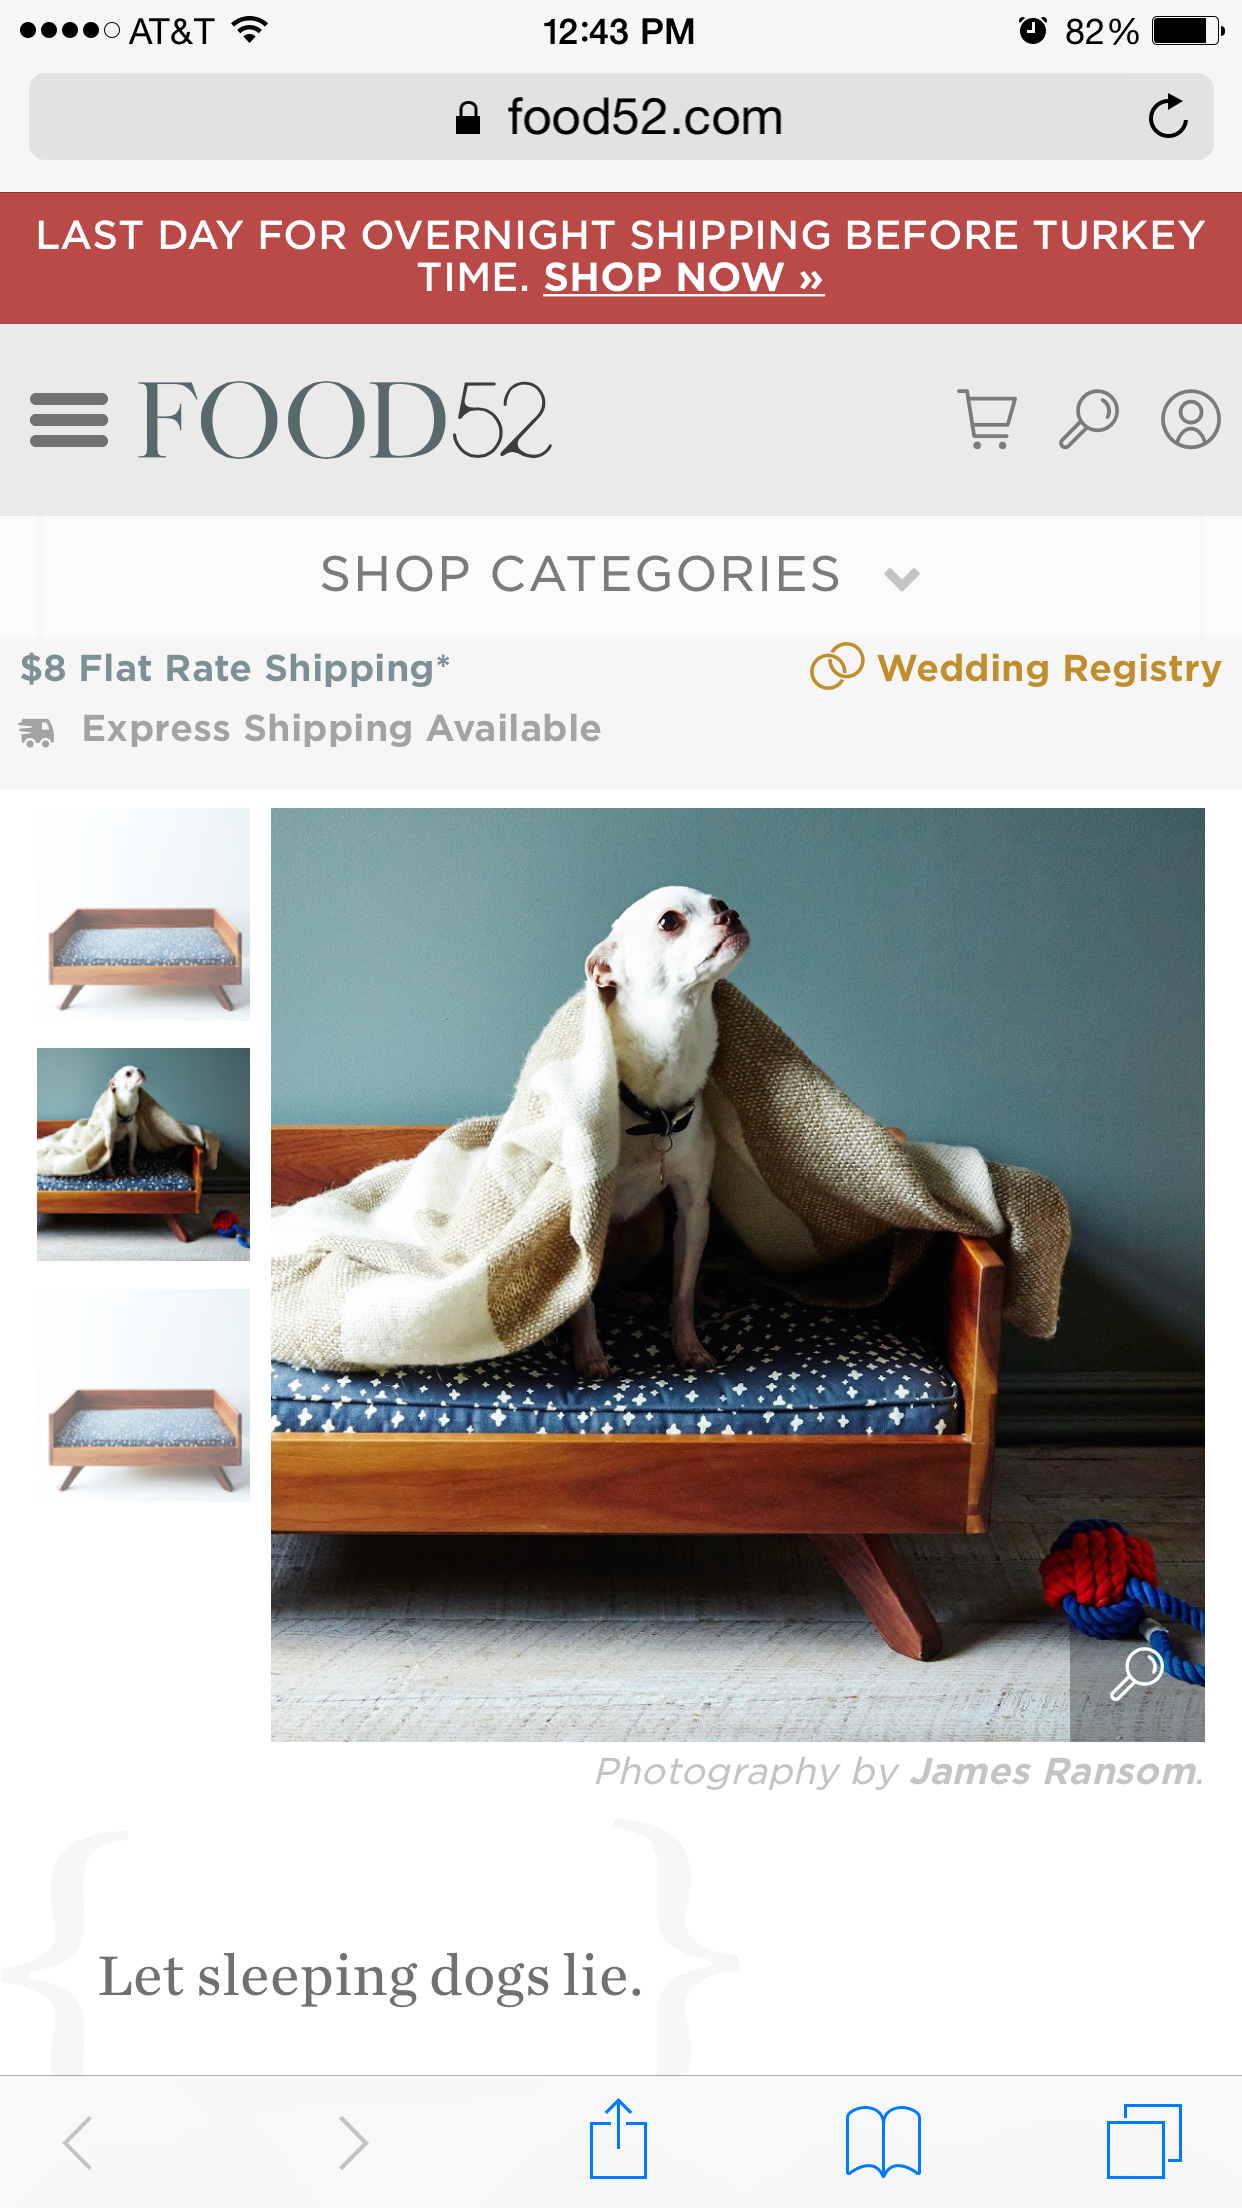 AT&T 12:43 PM 82%
food52.com
LAST DAY FOR OVERNIGHT SHIPPING BEFORE TURKEY
TIME. SHOP NOW »
FOOD52
SHOP CATEGORIES
$8 Flat Rate Shipping* Wedding Registry
Express Shipping Available
Photography by James Ransom.
{ Let sleeping dogs lie. }